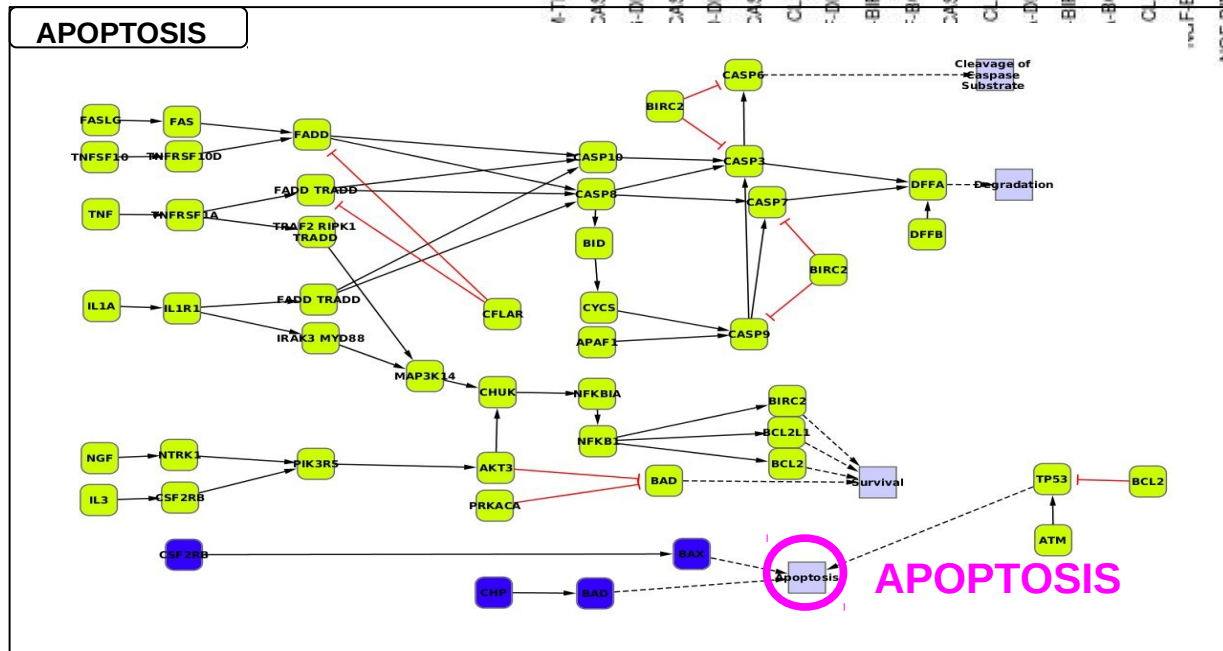 APOPTOSIS
CASP6
Cleavage of
Caspase
Substrate
BIRC2
FASLG
FAS
FADD
TNFSF10
TNFRSF10D
CASP10
CASP3
FADD TRADD
CASP8
CASP7
DFFA
Degradation
TNF
TNFRSF1A
TRAF2 RIPK1
TRADD
BID
DFFB
BIRC2
IL1A
IL1R1
FADD TRADD
CYCS
CFLAR
IRAK3 MYD88
APAF1
CASP9
MAP3K14
CHUK
NFKBIA
BIRC2
NFKB1
BCL2L1
NGF
NTRK1
PIK3R5
AKT3
BCL2
BAD
Survival
TP53
BCL2
IL3
CSF2RB
PRKACA
ATM
CSF2RB
BAX
Apoptosis
APOPTOSIS
CHP
BAD